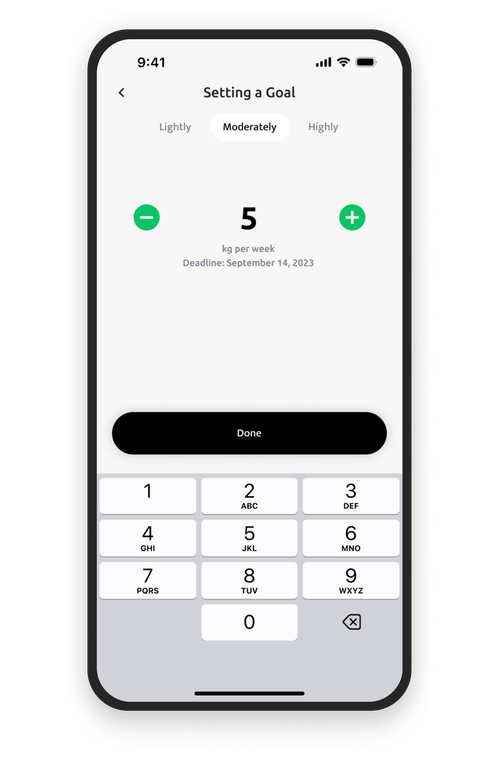 9:41
Setting a Goal
Lightly Moderately Highly
5
kg per week
Deadline: September 14, 2023
Done
1 2 3
ABC DEF
4 5 6
GHI JKL MNO
7 8 9
PQRS TUV WXYZ
0